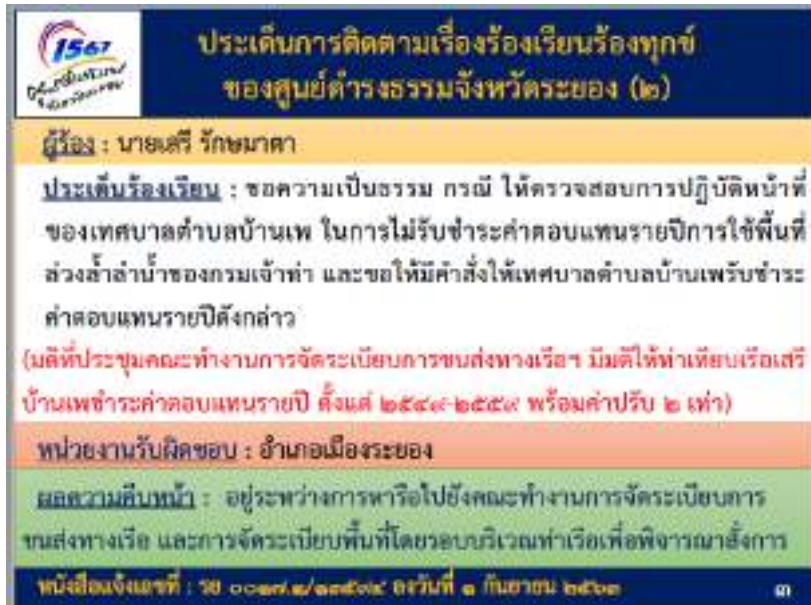 1567
ประเด็นการติดตามเรื่องร้องเรียนร้องทุกข์
ของศูนย์ดำรงธรรมจังหวัดระยอง (๒)
ผู้ร้อง : นายเสรี รักษมาตา
ประเด็นร้องเรียน : ขอความเป็นธรรม กรณี ให้ตรวจสอบการปฏิบัติหน้าที่
ของเทศบาลตำบลบ้านเพ ในการไม่รับชำระค่าตอบแทนรายปีการใช้พื้นที่
ล่วงล้ำลำน้ำของกรมเจ้าท่า และขอให้มีคำสั่งให้เทศบาลตำบลบ้านเพรับชำระ
ค่าตอบแทนรายปีดังกล่าว
(มติที่ประชุมคณะทำงานการจัดระเบียบการขนส่งทางเรือฯ มีมติให้ท่าเทียบเรือเสรี
บ้านเพชำระค่าตอบแทนรายปี ตั้งแต่ พร้อมค่าปรับ ๒ เท่า)
หน่วยงานรับผิดชอบ : อำเภอเมืองระยอง
ผลความคืบหน้า : อยู่ระหว่างการหารือไปยังคณะทำงานการจัดระเบียบการ
ขนส่งทางเรือ และการจัดระเบียบพื้นที่โดยรอบบริเวณท่าเรือเพื่อพิจารณาสั่งการ
หนังสือแจ้งเลขที่ : รย ลงวันที่ ๑ กันยายน ๒๕๖๓
๓